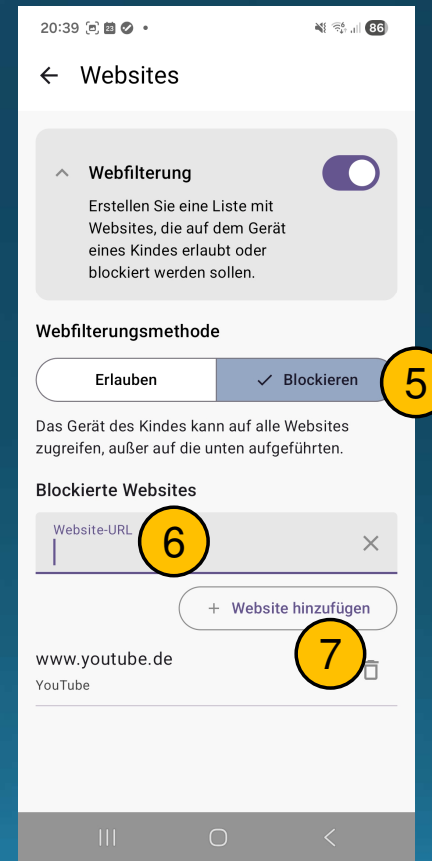 20:39 23 86
Websites
Webfilterung
Erstellen Sie eine Liste mit
Websites, die auf dem Gerät
eines Kindes erlaubt oder
blockiert werden sollen.
Webfilterungsmethode
Erlauben Blockieren 5
Das Gerät des Kindes kann auf alle Websites
zugreifen, außer auf die unten aufgeführten.
Blockierte Websites
Website-URL 6
+ Website hinzufügen
7
www.youtube.de
YouTube